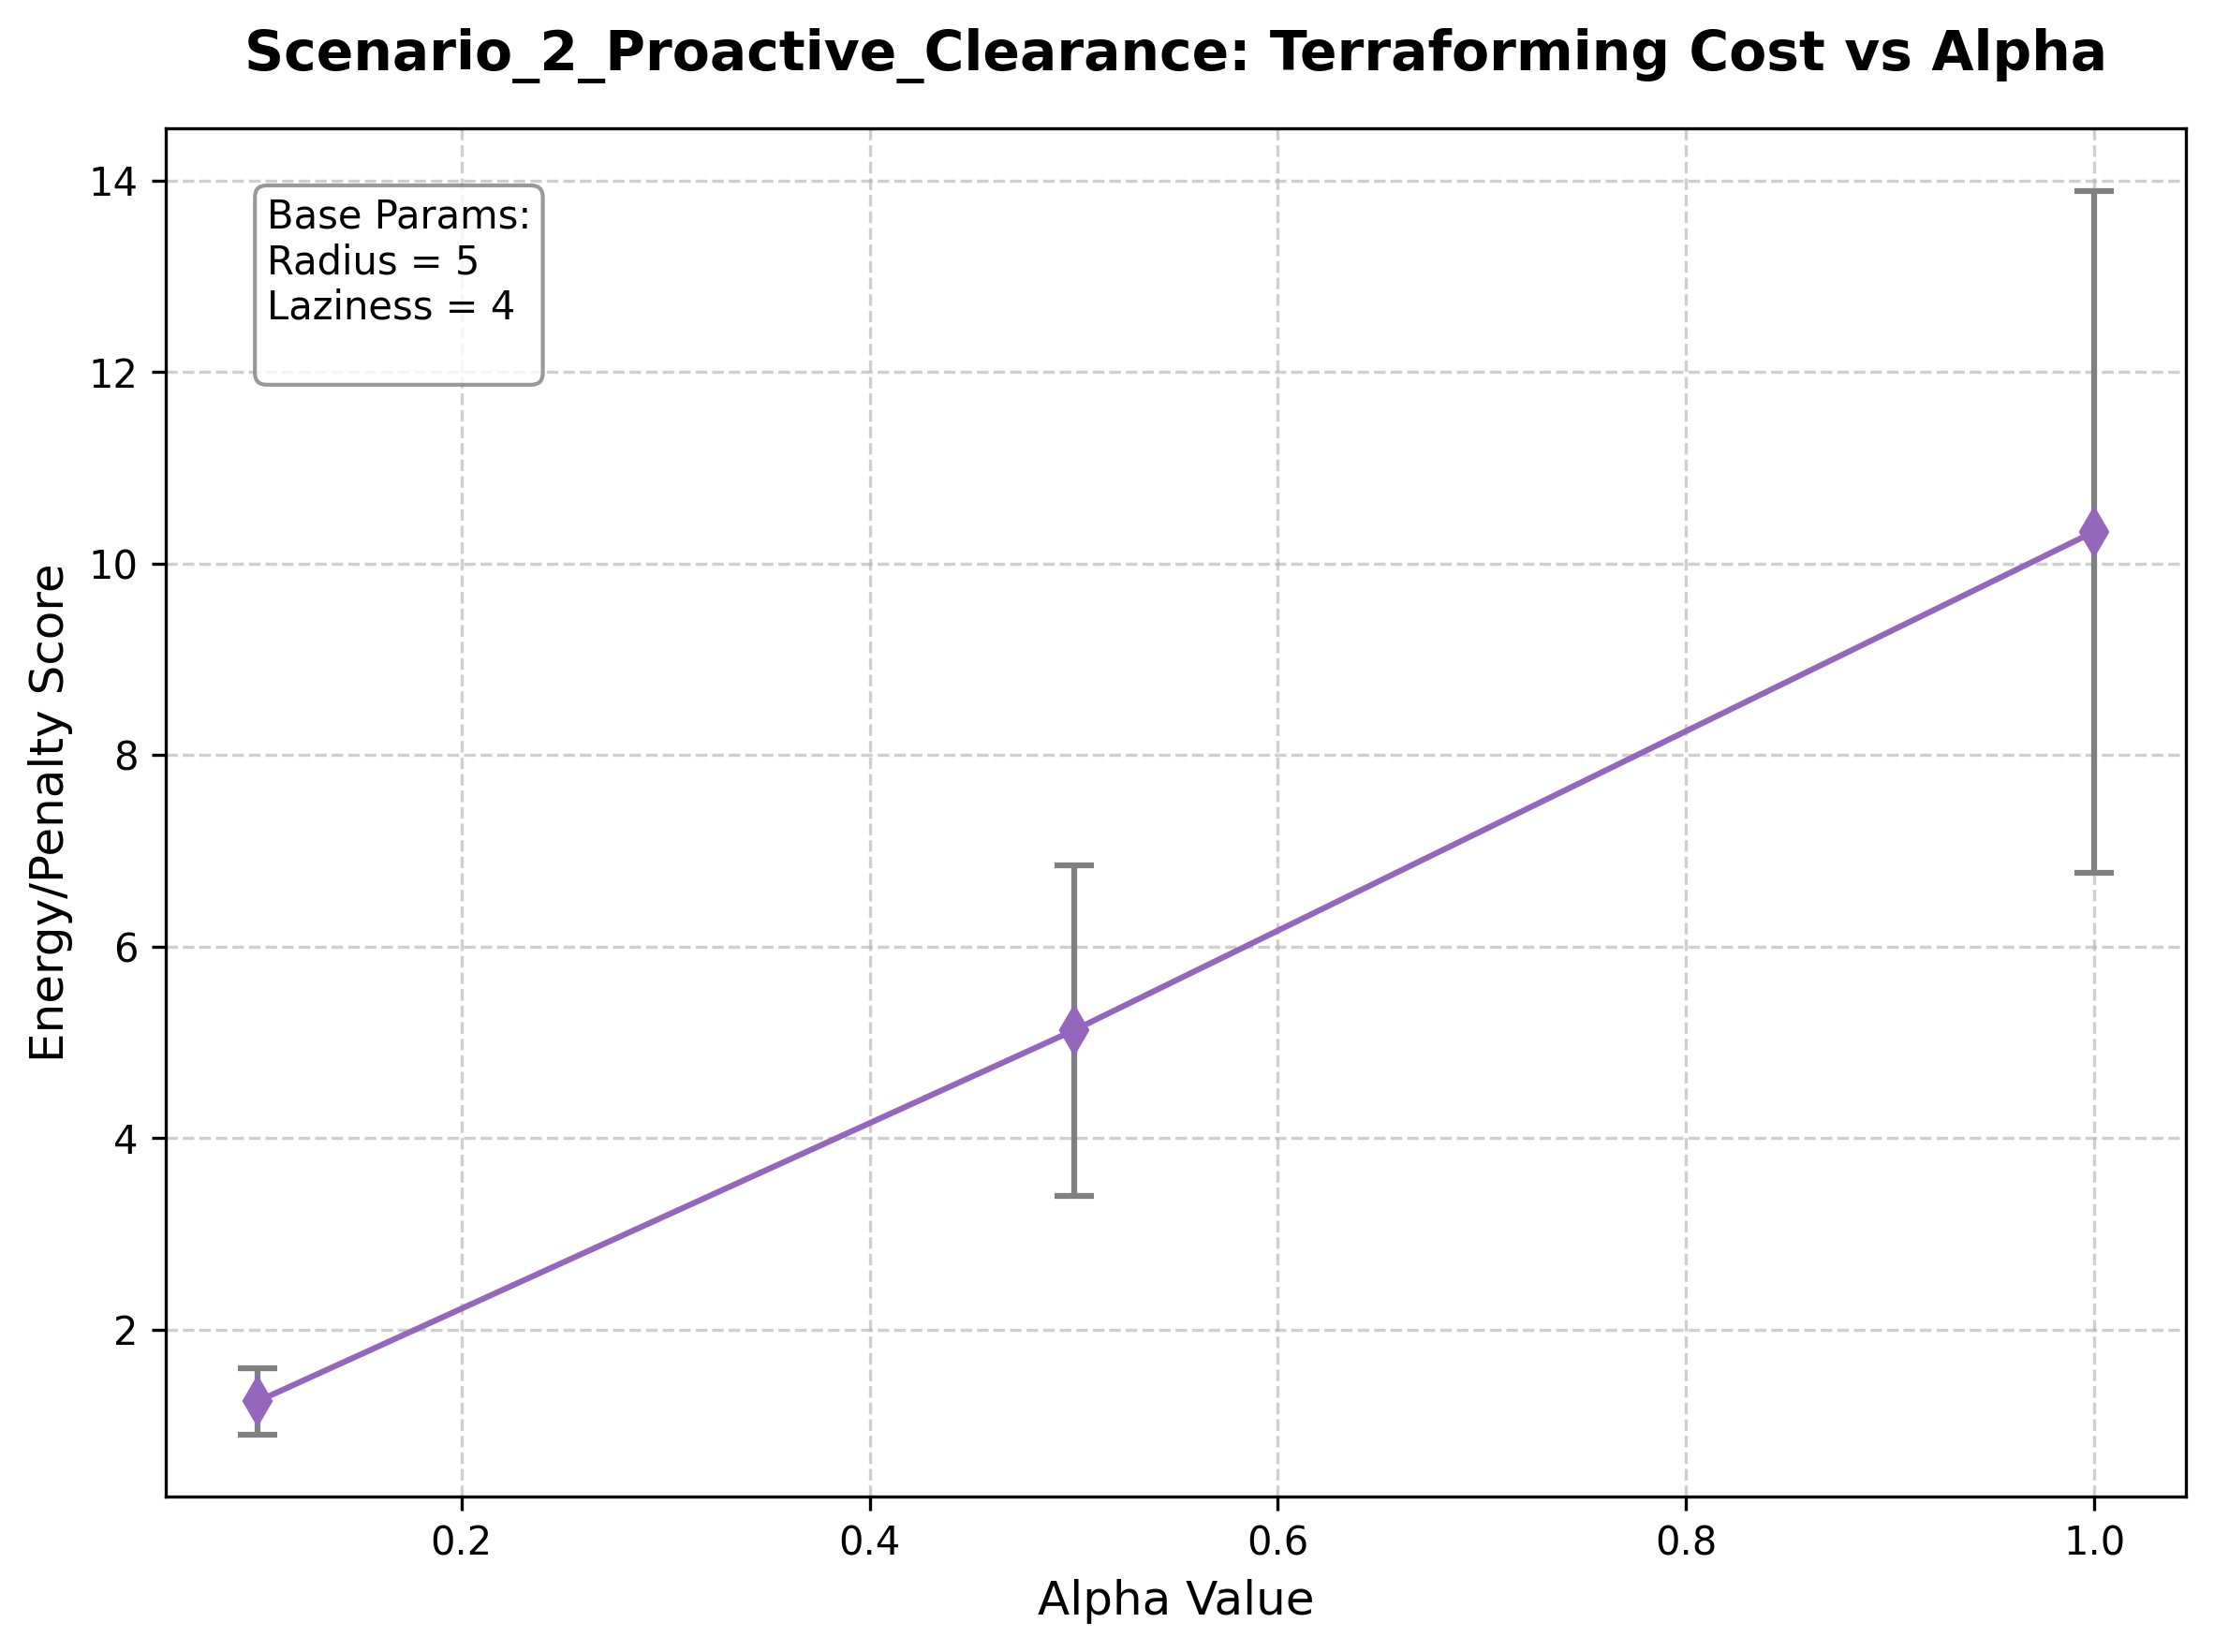 Scenario_2_Proactive_Clearance: Terraforming Cost vs Alpha
Base Params:
Radius = 5
Laziness = 4
14
12
10
8
6
4
2
Energy/Penalty Score
0.2
0.4
0.6
0.8
1.0
Alpha Value